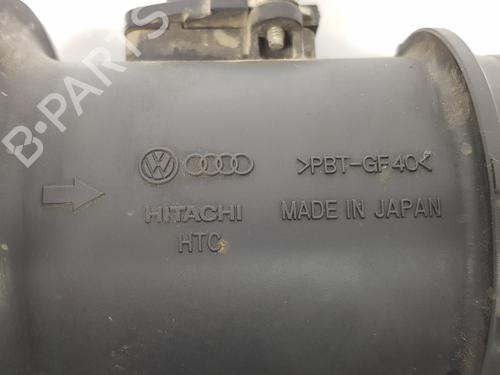 B-PARTS
>PBT-GF40<
HITACHI
MADE IN JAPAN
HTC